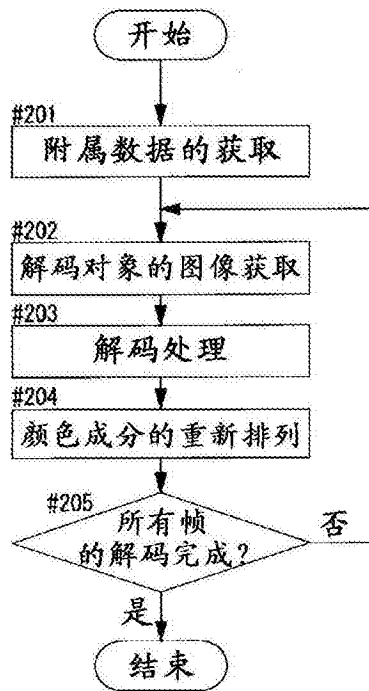 开始
#201
附属数据的获取
#202
解码对象的图像获取
#203
解码处理
#204
颜色成分的重新排列
#205
所有帧
的解码完成?
否
是
结束